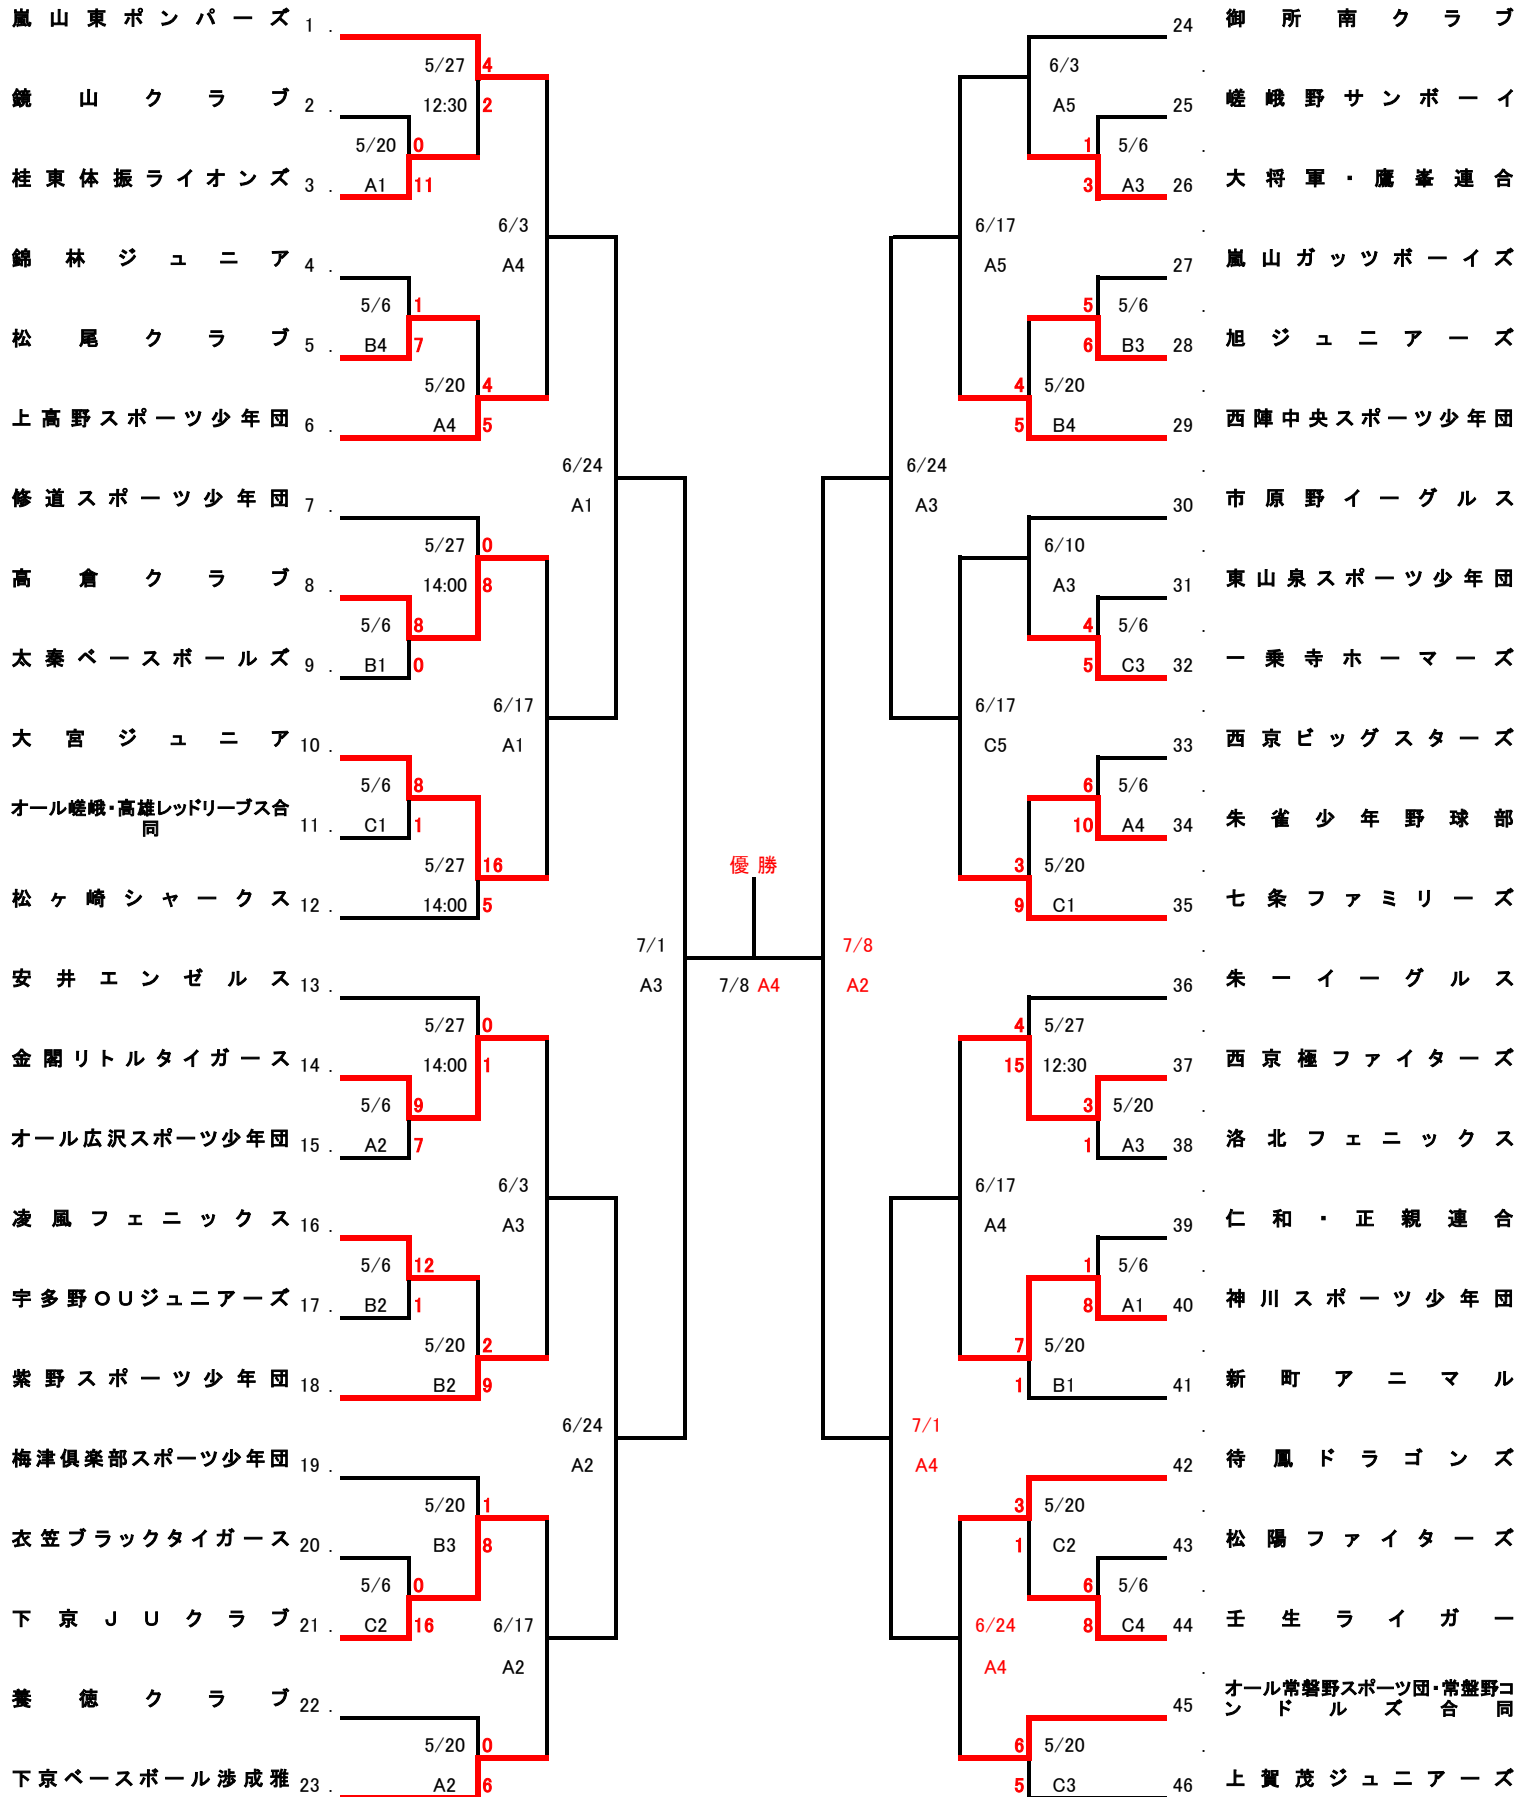 嵐山東ポンパーズ 1 .
5/27 4
鏡山クラブ 2 . 12:30 2
5/20 0
桂東体振ライオンズ 3 . A1 11
6/3
錦林ジュニア 4 . A4
5/6 1
松尾クラブ 5 . B4 7
5/20 4
上高野スポーツ少年団 6 . A4 5
6/24
修道スポーツ少年団 7 . A1
5/27 0
高倉クラブ 8 . 14:00 8
5/6 8
太秦ベースボールズ 9 . B1 0
6/17
大宮ジュニア 10 . A1
5/6 8
オール嵯峨・高雄レッドリーブス合
同 11 . C1 1
5/27 16
松ヶ崎シャークス 12 . 14:00 5
7/1
安井エンゼルス 13 . A3
5/27 0
金閣リトルタイガース 14 . 14:00 1
5/6 9
オール広沢スポーツ少年団 15 . A2 7
6/3
凌風フェニックス 16 . A3
5/6 12
宇多野OUジュニアーズ 17 . B2 1
5/20 2
紫野スポーツ少年団 18 . B2 9
6/24
梅津倶楽部スポーツ少年団 19 . A2
5/20 1
衣笠ブラックタイガース 20 . B3 8
5/6 0
下京JUクラブ 21 . C2 16
6/17
A2
養徳クラブ 22 .
5/20 0
下京ベースボール渉成雅 23 . A2 6
優勝
7/8 A4
24 御所南クラブ
6/3 .
A5 25 嵯峨野サンボーイ
1 5/6 .
3 A3 26 大将軍・鷹峯連合
6/17 .
A5 27 嵐山ガッツボーイズ
5 5/6 .
6 B3 28 旭ジュニアーズ
4 5/20 .
5 B4 29 西陣中央スポーツ少年団
6/24 .
A3 30 市原野イーグルス
6/10 .
A3 31 東山泉スポーツ少年団
4 5/6 .
5 C3 32 一乗寺ホーマーズ
6/17 .
C5 33 西京ビッグスターズ
6 5/6 .
10 A4 34 朱雀少年野球部
3 5/20 .
9 C1 35 七条ファミリーズ
7/8 .
A2 36 朱一イーグルス
4 5/27 .
15 12:30 37 西京極ファイターズ
3 5/20 .
1 A3 38 洛北フェニックス
6/17 .
A4 39 仁和・正親連合
1 5/6 .
8 A1 40 神川スポーツ少年団
7 5/20 .
1 B1 41 新町アニマル
7/1 .
A4 42 待鳳ドラゴンズ
3 5/20 .
1 C2 43 松陽ファイターズ
6 5/6 .
8 C4 44 壬生ライガー
6/24
A4 .
45 オール常磐野スポーツ団・常盤野コ
ンドルズ合同
6 5/20 .
5 C3 46 上賀茂ジュニアーズ